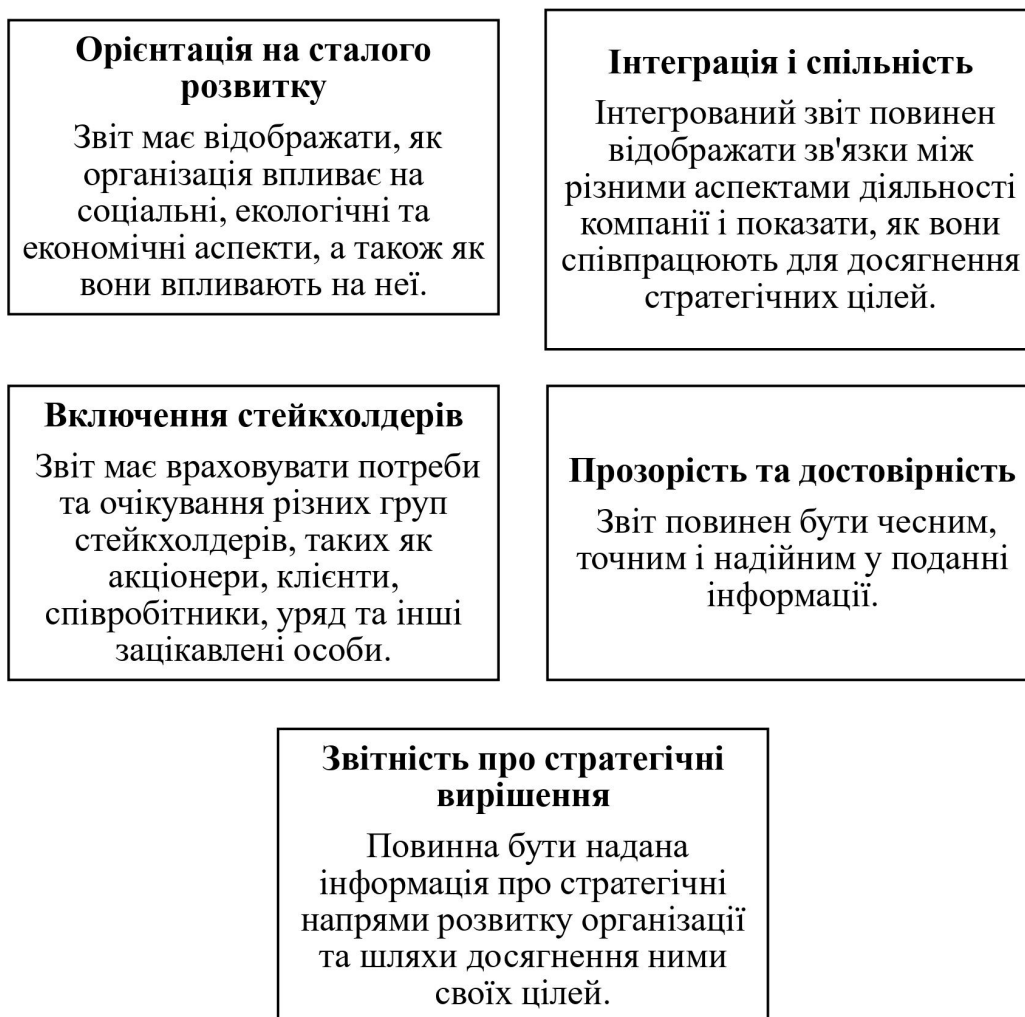 Орієнтація на сталого
розвитку
Звіт має відображати, як
організація впливає на
соціальні, екологічні та
економічні аспекти, а також як
вони впливають на неї.
Інтеграція і спільність
Інтегрований звіт повинен
відображати зв'язки між
різними аспектами діяльності
компанії і показати, як вони
співпрацюють для досягнення
стратегічних цілей.
Включення стейкхолдерів
Звіт має враховувати потреби
та очікування різних груп
стейкхолдерів, таких як
акціонери, клієнти,
співробітники, уряд та інші
зацікавлені особи.
Прозорість та достовірність
Звіт повинен бути чесним,
точним і надійним у поданні
інформації.
Звітність про стратегічні
вирішення
Повинна бути надана
інформація про стратегічні
напрями розвитку організації
та шляхи досягнення ними
своїх цілей.